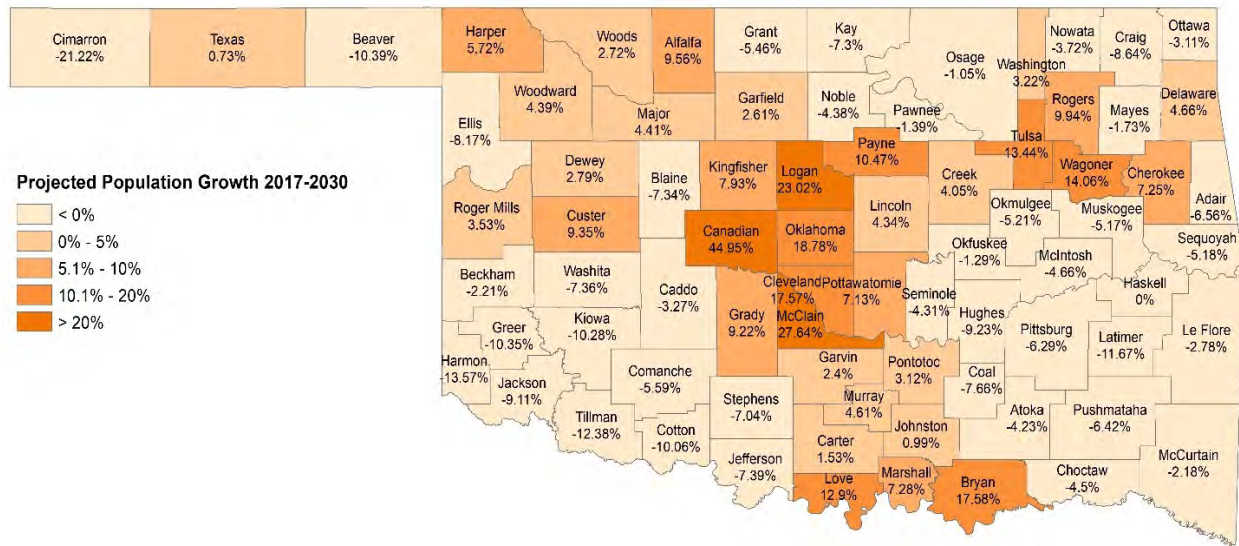 Cimarron
-21.22%
Texas
0.73%
Beaver
-10.39%
Harper
5.72%
Woods
2.72%
Alfalfa
9.56%
Grant
-5.46%
Kay
-7.3%
Osage
-1.05%
Washington
3.22%
Nowata
-3.72%
Craig
-8.64%
Ottawa
-3.11%
Woodward
4.39%
Major
4.41%
Garfield
2.61%
Noble
-4.38%
Pawnee
-1.39%
Rogers
9.94%
Mayes
-1.73%
Delaware
4.66%
Ellis
-8.17%
Dewey
2.79%
Blaine
-7.34%
Kingfisher
7.93%
Logan
23.02%
Payne
10.47%
Creek
4.05%
Tulsa
13.44%
Wagoner
14.06%
Cherokee
7.25%
Adair
-6.56%
Projected Population Growth 2017-2030
< 0%
0% - 5%
5.1% - 10%
10.1% - 20%
> 20%
Roger Mills
3.53%
Custer
9.35%
Canadian
44.95%
Oklahoma
18.78%
Lincoln
4.34%
Okfuskee
-1.29%
Okmulgee
-5.21%
Muskogee
-5.17%
McIntosh
-4.66%
Sequoyah
-5.18%
Beckham
-2.21%
Washita
-7.36%
Caddo
-3.27%
Grady
9.22%
Cleveland
17.57%
McClain
27.64%
Pottawatomie
7.13%
Seminole
-4.31%
Hughes
-9.23%
Pittsburg
-6.29%
Haskell
0%
Latimer
-11.67%
Le Flore
-2.78%
Harmon
-13.57%
Greer
-10.35%
Kiowa
-10.28%
Jackson
-9.11%
Tillman
-12.38%
Comanche
-5.59%
Cotton
-10.06%
Stephens
-7.04%
Jefferson
-7.39%
Garvin
2.4%
Murray
4.61%
Pontotoc
3.12%
Coal
-7.66%
Johnston
0.99%
Carter
1.53%
Love
12.9%
Marshall
7.28%
Bryan
17.58%
Atoka
-4.23%
Pushmataha
-6.42%
Choctaw
-4.5%
McCurtain
-2.18%